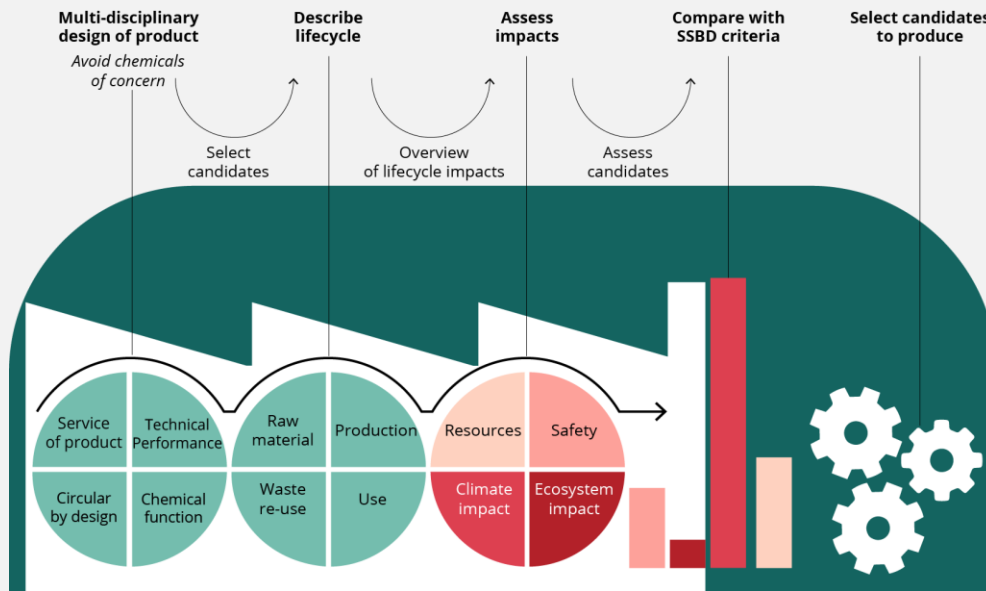 Multi-disciplinary
design of product
Avoid chemicals
of concern
Describe
lifecycle
Assess
impacts
Compare with
SSBD criteria
Select candidates
to produce
Select
candidates
Overview
of lifecycle impacts
Assess
candidates
Service
of product
Technical
Performance
Circular
by design
Chemical
function
Raw
material
Production
Waste
re-use
Use
Resources
Safety
Climate
impact
Ecosystem
impact